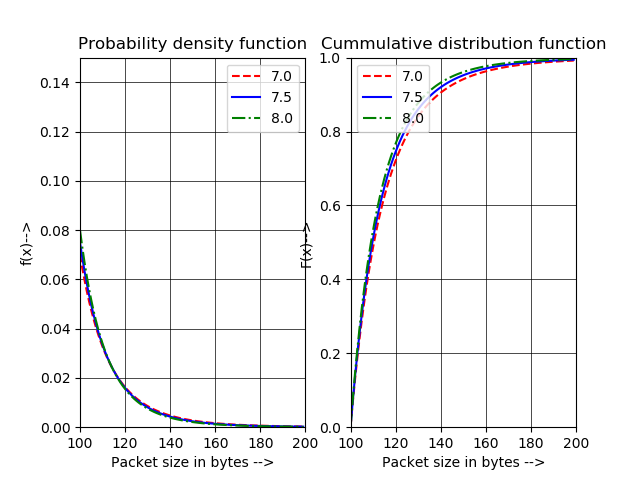 Probability density function
7.0
7.5
8.0
0.14
0.12
0.10
0.08
0.06
0.04
0.02
0.00
f(x)-->
100 120 140 160 180 200
Packet size in bytes -->
Cummulative distribution function
7.0
7.5
8.0
1.0
0.8
0.6
0.4
0.2
0.0
F(x)-->
100 120 140 160 180 200
Packet size in bytes -->